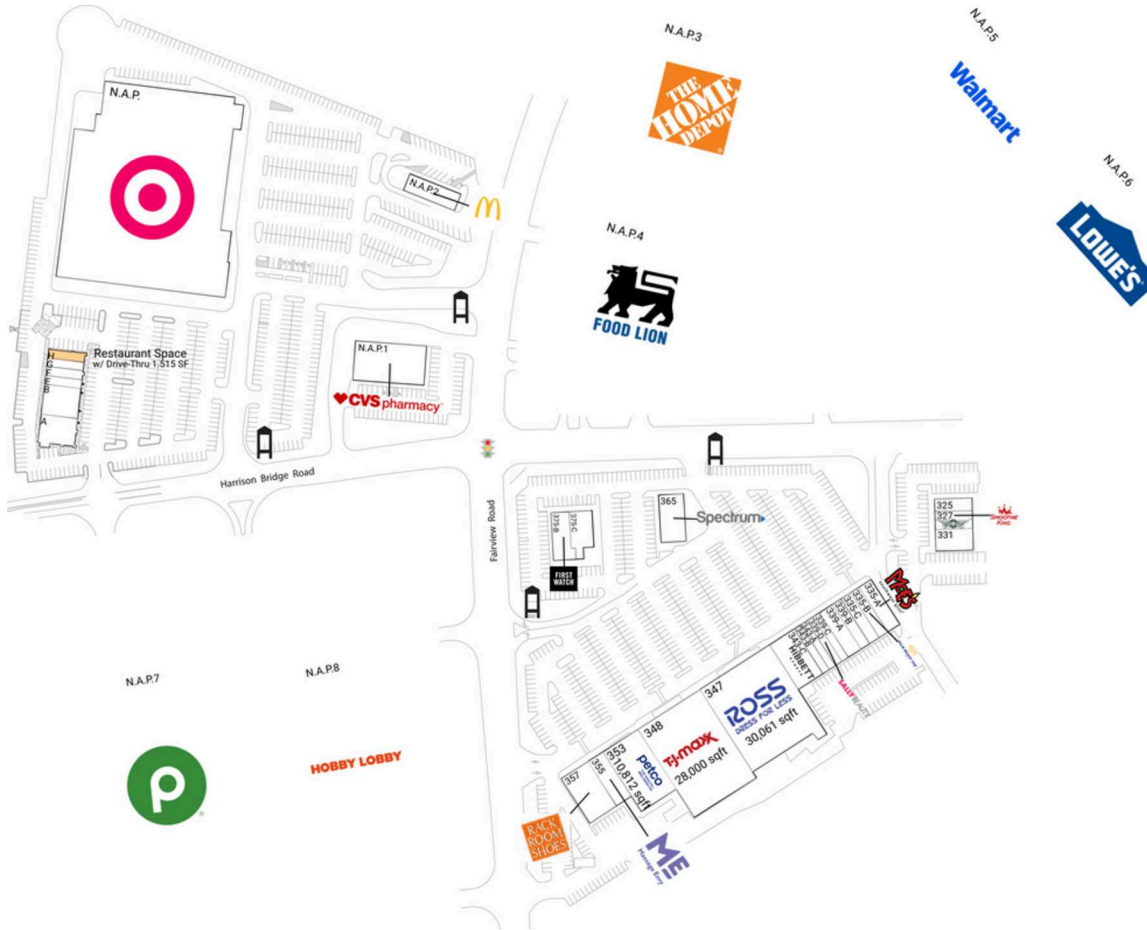 N.A.P.
N.A.P.2
N.A.P.3
THE
HOME
DEPOT
N.A.P.5
Walmart
N.A.P.6
LOWE'S
N.A.P.4
FOOD LION
Restaurant Space
w/ Drive-Thru 1,515 SF
H
G
F
E
B
A
N.A.P.1
CVS pharmacy
Harrison Bridge Road
Fairview Road
375-B
375-C
FIRST
WATCH
365
Spectrum
325
327
331
SMOOTHIE
KING
Moe's
335-A
335-B
335-C
339-B
339-A
339-C
343-C
HIBBETT
SALLY BEAUTY
347
ROSS
DRESS FOR LESS
30,061 sqft
348
T.J.maxx
28,000 sqft
353
10,812 sqft
petco
355
357
RACK
ROOM
SHOES
ME
Massage Envy
N.A.P.7
N.A.P.8
HOBBY LOBBY